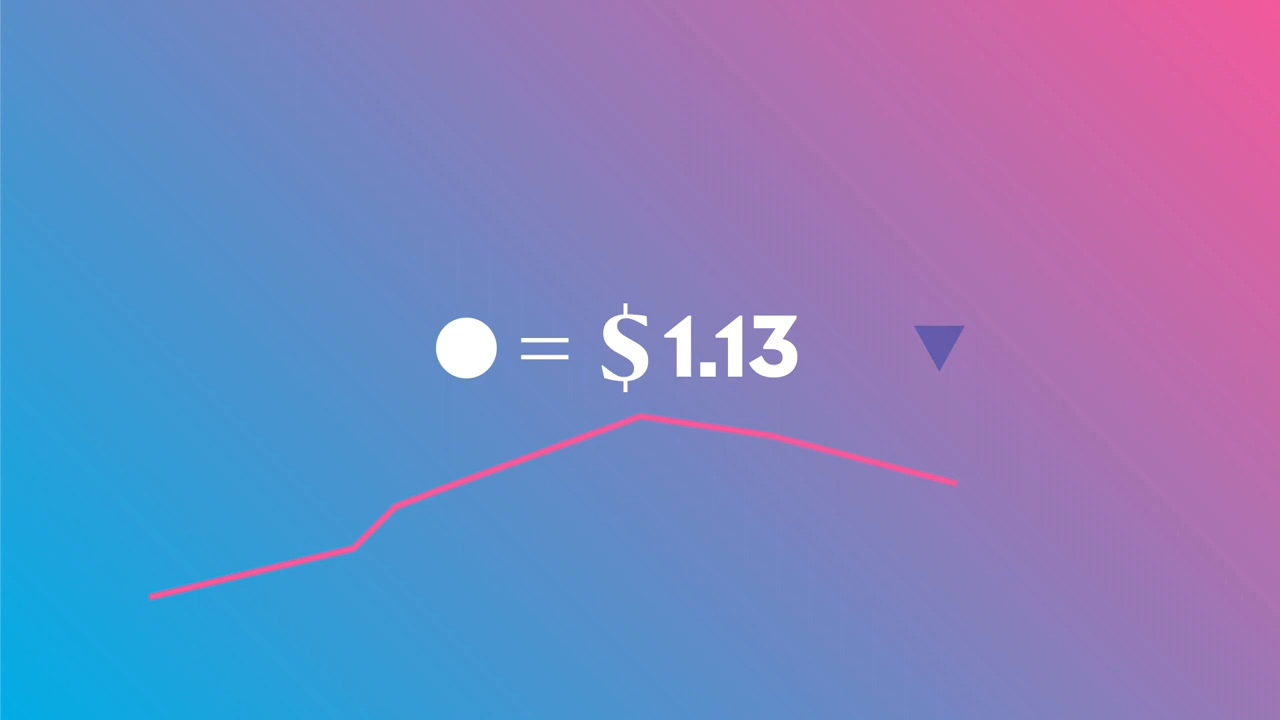 = $1.13